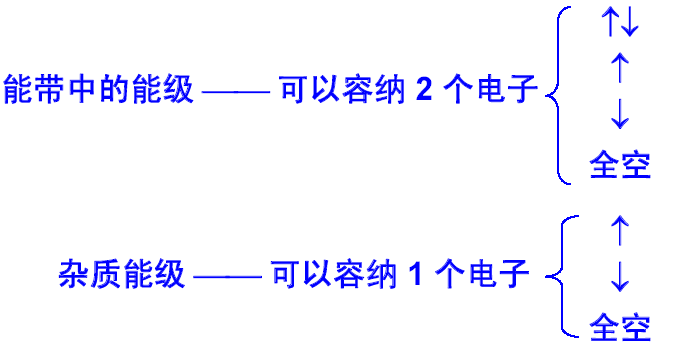 ↑↓
能带中的能级 —— 可以容纳 2 个电子
↑
↓
全空
↑
杂质能级 —— 可以容纳 1 个电子
↓
全空